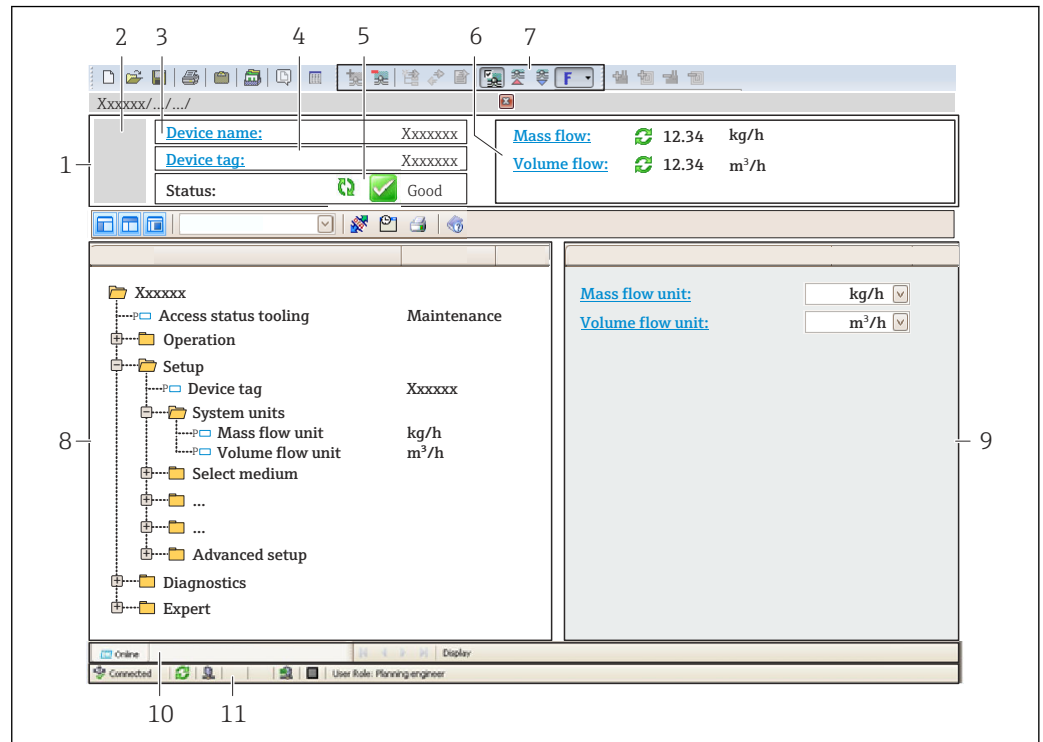 2 3 4 5 6 7
F
Xxxxxx/.../.../
1
Device name: Xxxxxxx
Device tag: Xxxxxxx
Status: Good
Mass flow: 12.34 kg/h
Volume flow: 12.34 m³/h
Xxxxxx
P Access status tooling Maintenance
Operation
Setup
P Device tag Xxxxxx
System units
P Mass flow unit kg/h
P Volume flow unit m³/h
Select medium
...
...
Advanced setup
Diagnostics
Expert
8
Mass flow unit: kg/h
Volume flow unit: m³/h
9
Online Display
Connected User Role: Planning engineer
10 11